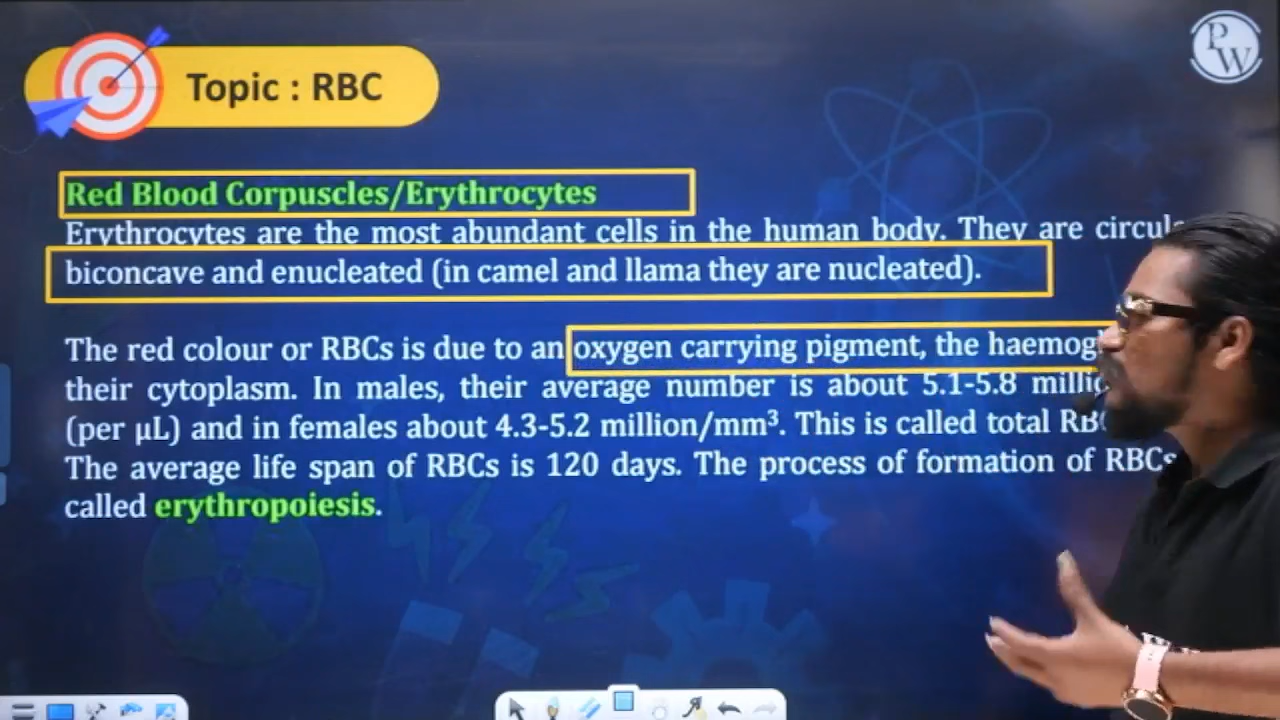 Topic : RBC
PW
Red Blood Corpuscles/Erythrocytes
Erythrocytes are the most abundant cells in the human body. They are
biconcave and enucleated (in camel and llama they are nucleated).
The red colour or RBCs is due to an oxygen carrying pigment, the
their cytoplasm. In males, their average number is about 5.1-5.8
(per μL) and in females about 4.3-5.2 million/mm³. This is called total
The average life span of RBCs is 120 days. The process of formation of RBCs
called erythropoiesis.